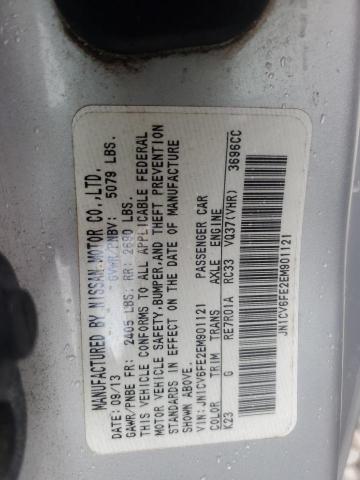 MANUFACTURED BY NISSAN MOTOR CO.,LTD.
DATE: 09/13 GVWR/PNBV: 5079 LBS.
GAWR/PNBE FR: 2405 LBS RR: 2690 LBS.
THIS VEHICLE CONFORMS TO ALL APPLICABLE FEDERAL
MOTOR VEHICLE SAFETY,BUMPER,AND THEFT PREVENTION
STANDARDS IN EFFECT ON THE DATE OF MANUFACTURE
SHOWN ABOVE.
VIN:JN1CV6FE2EM901121 PASSENGER CAR
COLOR TRIM TRANS AXLE ENGINE
K23 G RE7R01A RC33 VQ37(VHR) 3696CC
JN1CV6FE2EM901121